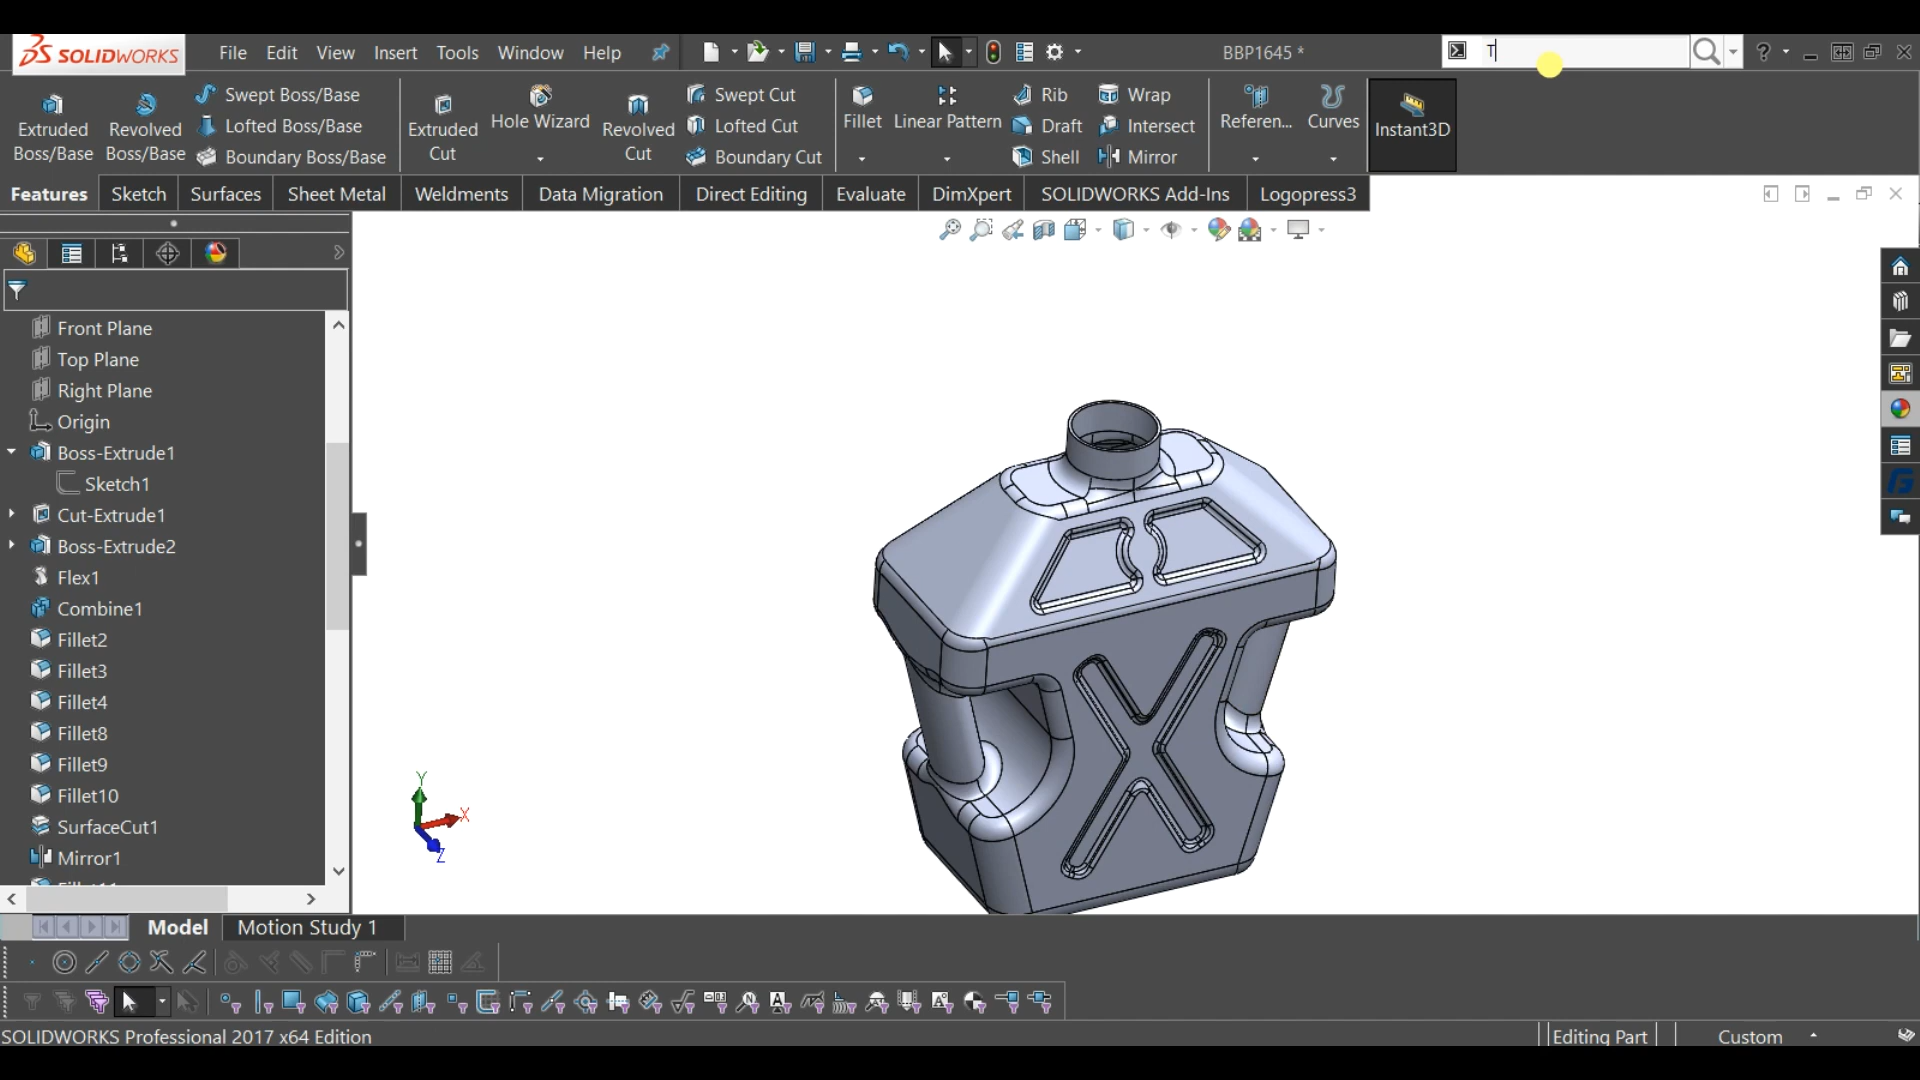 SOLIDWORKS File Edit View Insert Tools Window Help BBP1645 * T
Extruded Boss/Base
Revolved Boss/Base
Swept Boss/Base
Lofted Boss/Base
Boundary Boss/Base
Extruded Cut
Hole Wizard
Revolved Cut
Swept Cut
Lofted Cut
Boundary Cut
Fillet
Linear Pattern
Rib
Draft
Shell
Wrap
Intersect
Mirror
Referen...
Curves
Instant3D
Features Sketch Surfaces Sheet Metal Weldments Data Migration Direct Editing Evaluate DimXpert SOLIDWORKS Add-Ins Logopress3
Front Plane
Top Plane
Right Plane
Origin
Boss-Extrude1
Sketch1
Cut-Extrude1
Boss-Extrude2
Flex1
Combine1
Fillet2
Fillet3
Fillet4
Fillet8
Fillet9
Fillet10
SurfaceCut1
Mirror1
Y
X
Z
Model Motion Study 1
SOLIDWORKS Professional 2017 x64 Edition Editing Part Custom